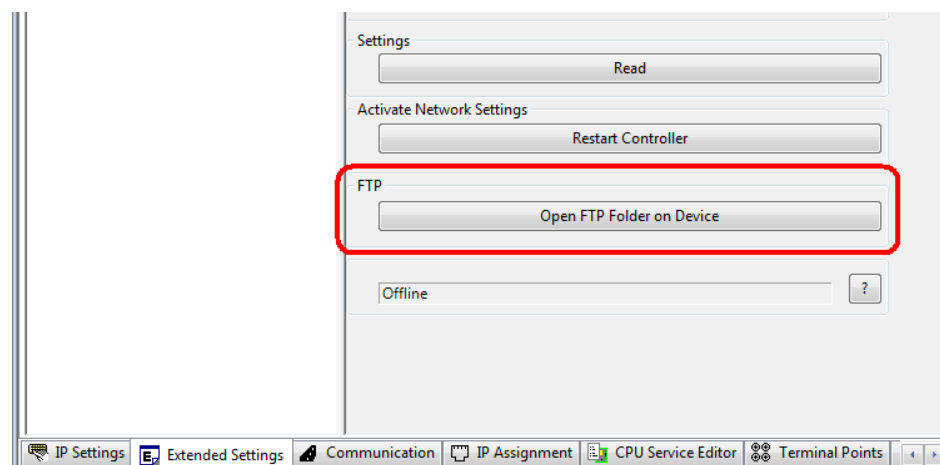 Settings
Read
Activate Network Settings
Restart Controller
FTP
Open FTP Folder on Device
Offline
?
IP Settings Extended Settings Communication IP Assignment CPU Service Editor Terminal Points